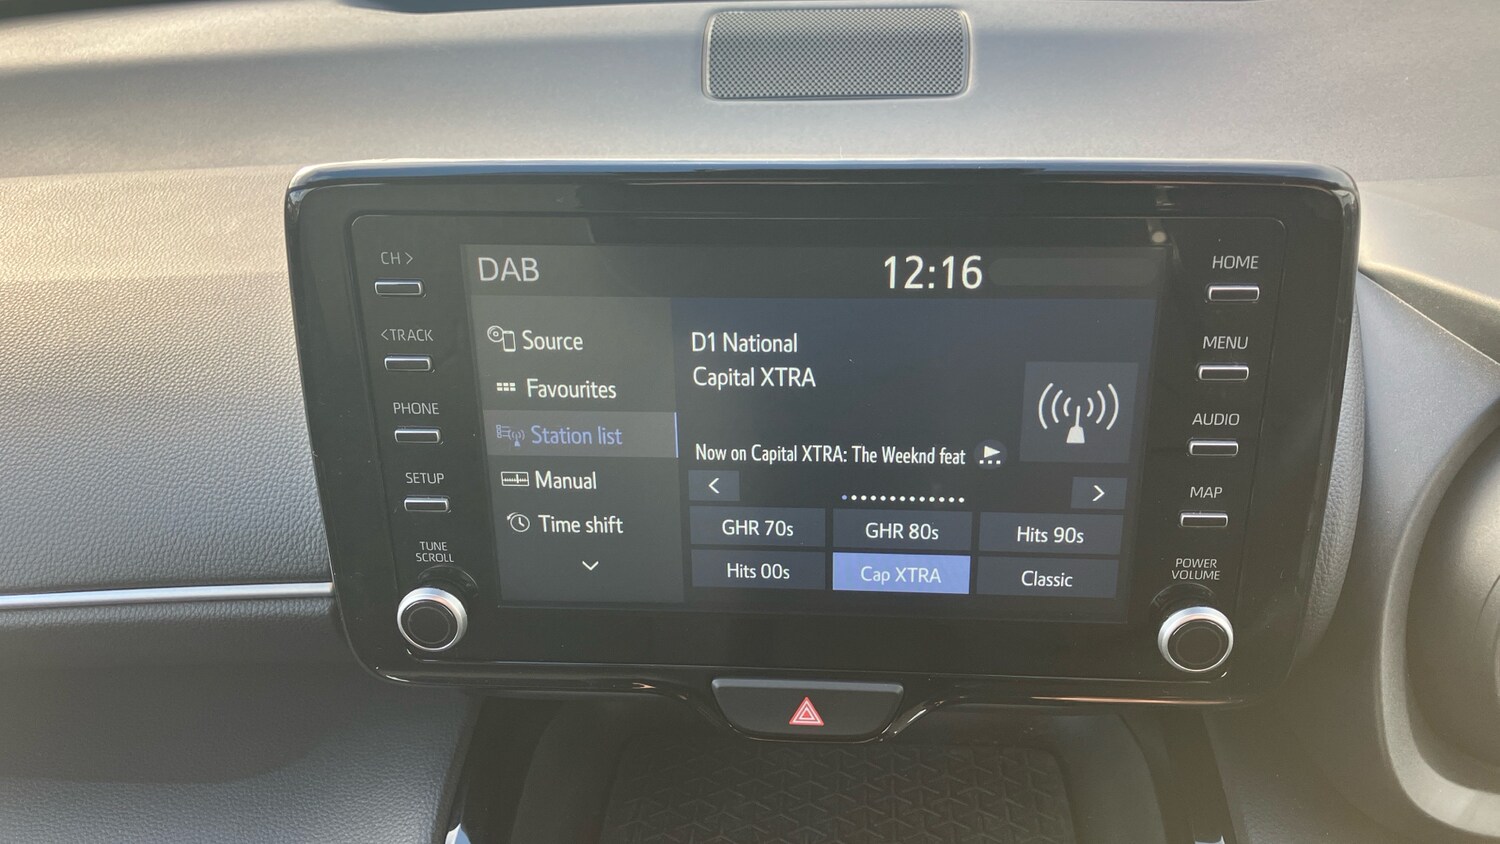 CH >
<TRACK
PHONE
SETUP
TUNE
SCROLL
DAB
12:16
Source
Favourites
Station list
Manual
Time shift
D1 National
Capital XTRA
Now on Capital XTRA: The Weeknd feat
<
>
GHR 70s
GHR 80s
Hits 90s
Hits 00s
Cap XTRA
Classic
HOME
MENU
AUDIO
MAP
POWER
VOLUME